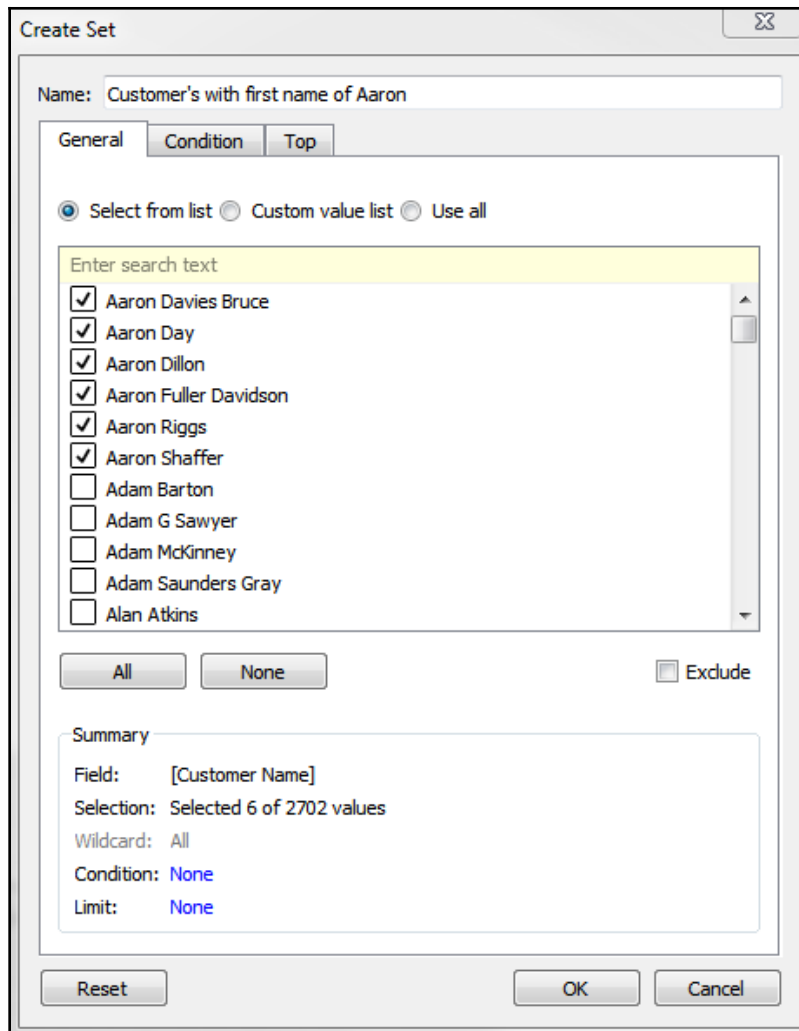 Create Set
Name: Customer's with first name of Aaron
General Condition Top
Select from list Custom value list Use all
Enter search text
Aaron Davies Bruce
Aaron Day
Aaron Dillon
Aaron Fuller Davidson
Aaron Riggs
Aaron Shaffer
Adam Barton
Adam G Sawyer
Adam McKinney
Adam Saunders Gray
Alan Atkins
All None Exclude
Summary
Field: [Customer Name]
Selection: Selected 6 of 2702 values
Wildcard: All
Condition: None
Limit: None
Reset OK Cancel